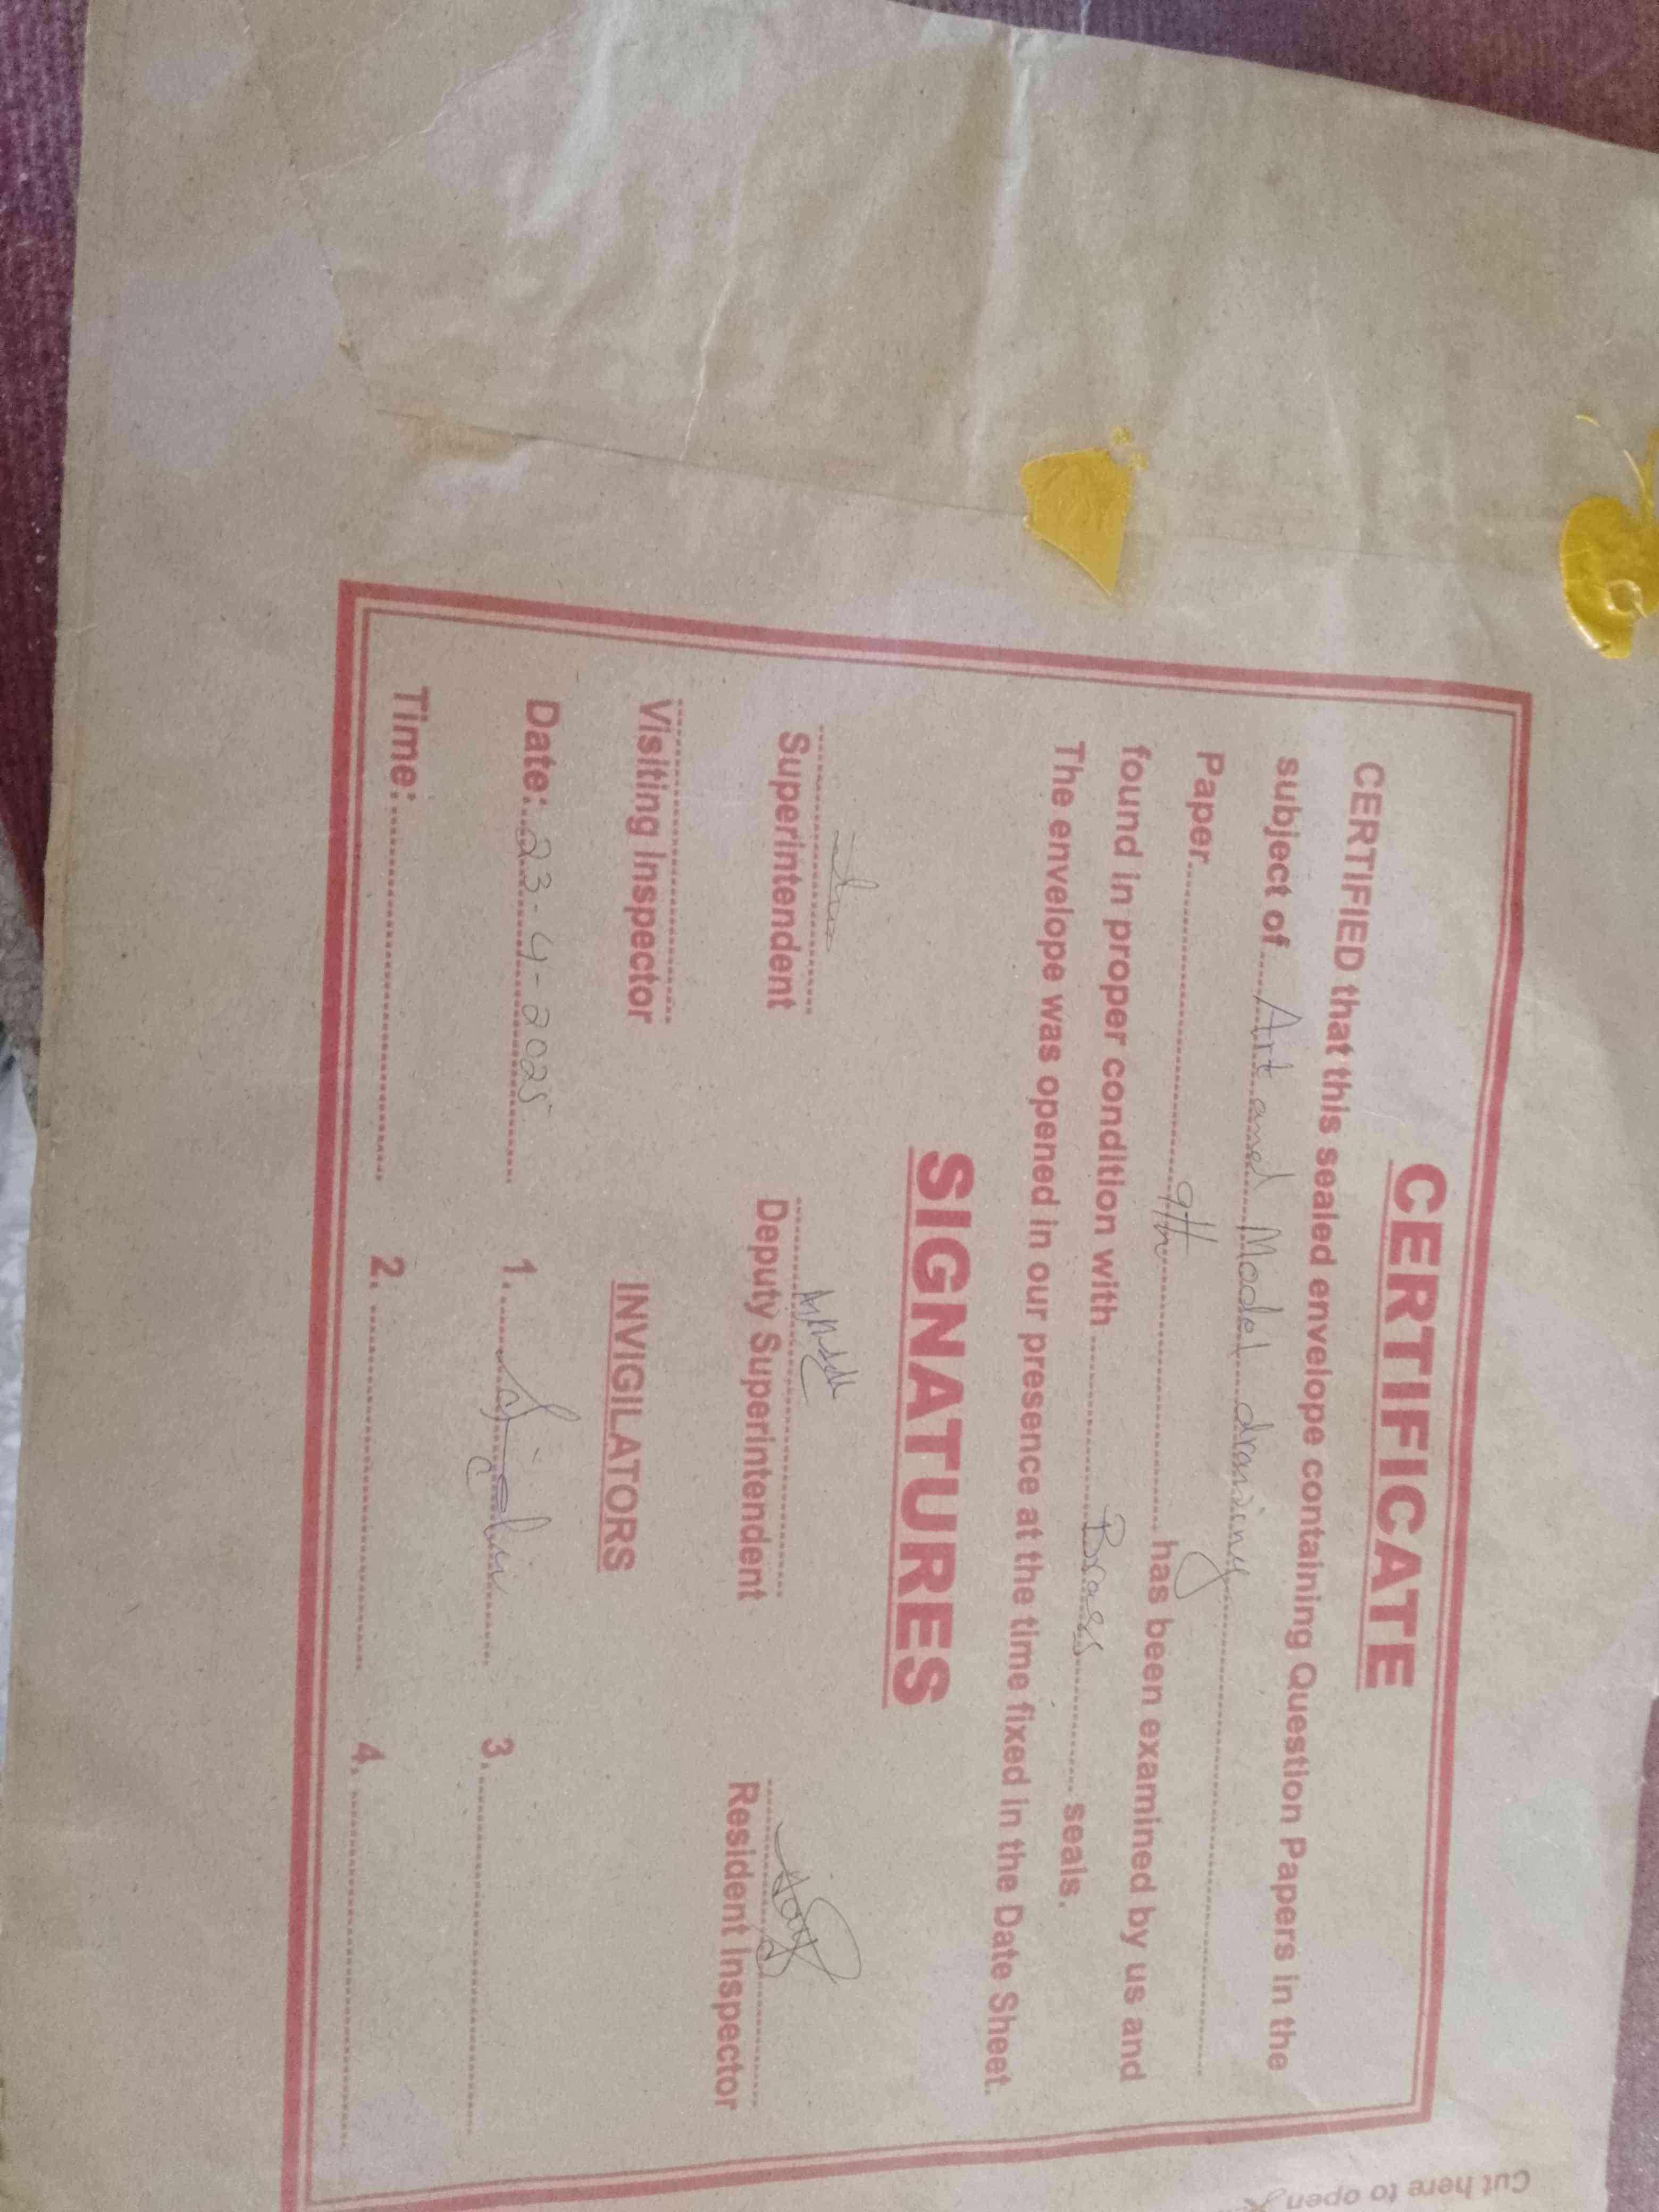 CERTIFICATE
CERTIFIED that this sealed envelope containing Question Papers in the
subject of Art and Model drawing
Paper 9th has been examined by us and
found in proper condition with Brass seals.
The envelope was opened in our presence at the time fixed in the Date Sheet.
SIGNATURES
Superintendent Deputy Superintendent Resident Inspector
Visiting Inspector INVIGILATORS
Date: 23-4-2025 1. 3.
Time: 2. 4.
Cut here to open